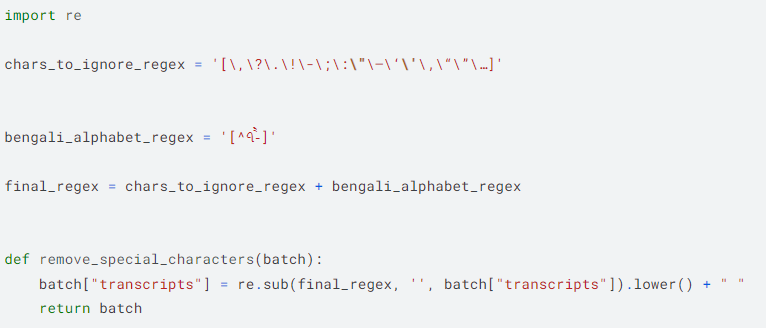 import re
chars_to_ignore_regex = '[\,\?\.\!\-\;\:\"\—\‘\'\‚\“\”\…]'
bengali_alphabet_regex = '[^ঀ-৾]'
final_regex = chars_to_ignore_regex + bengali_alphabet_regex
def remove_special_characters(batch):
    batch["transcripts"] = re.sub(final_regex, '', batch["transcripts"]).lower() + " "
    return batch